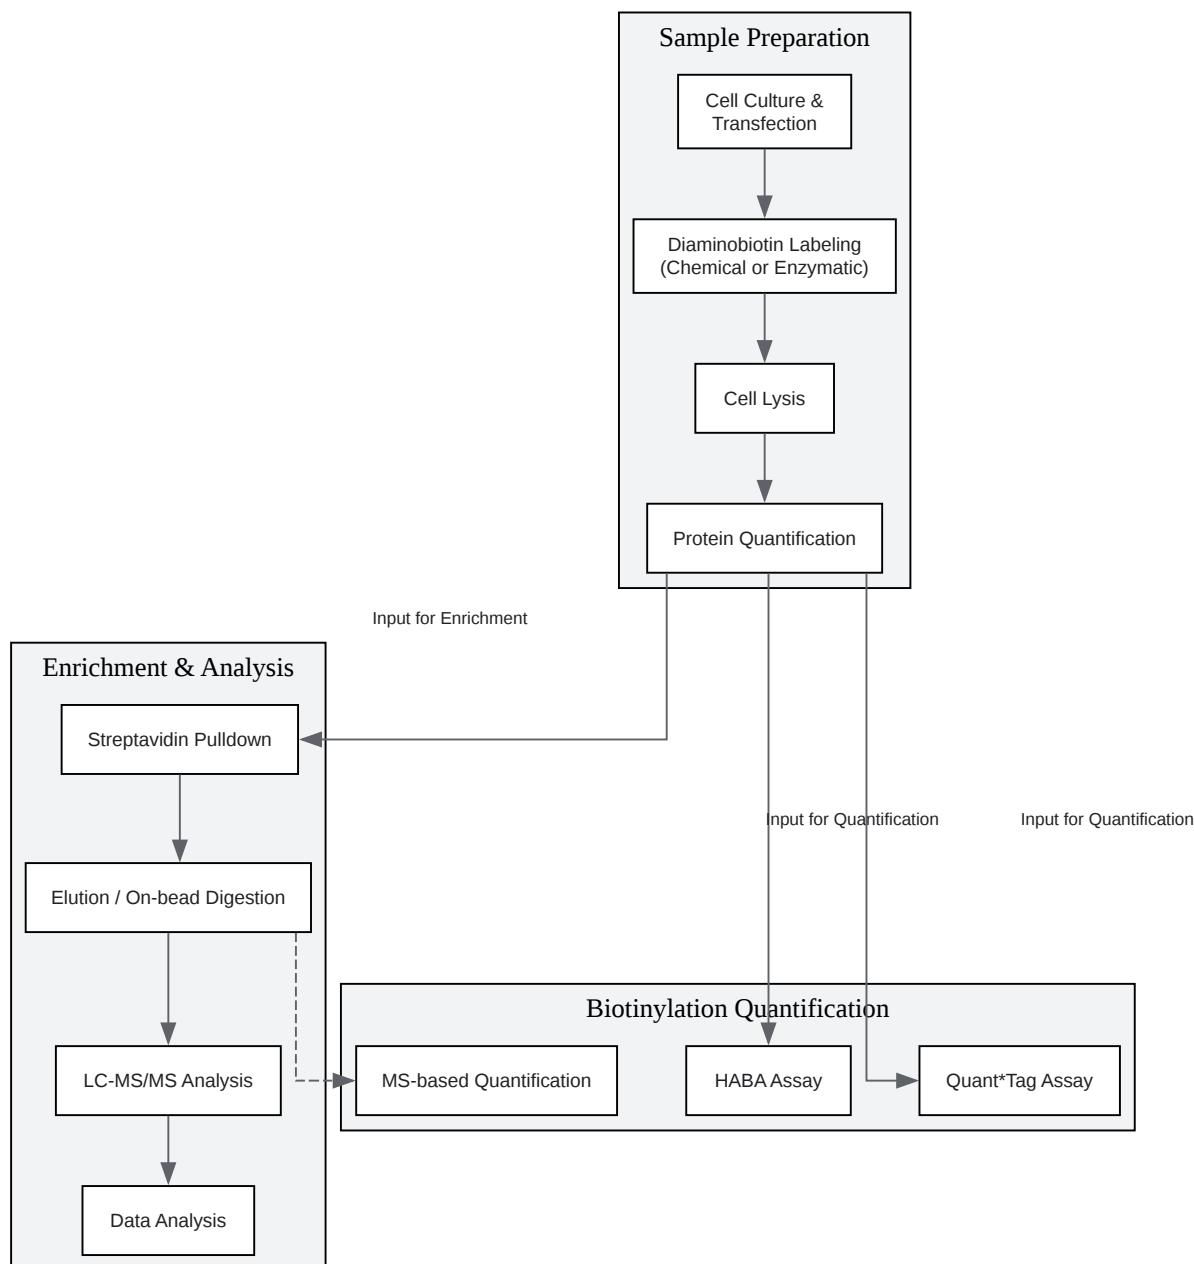 Sample Preparation
Cell Culture &
Transfection
Diaminobiotin Labeling
(Chemical or Enzymatic)
Cell Lysis
Protein Quantification
Input for Enrichment
Enrichment & Analysis
Streptavidin Pulldown
Input for Quantification
Input for Quantification
Elution / On-bead Digestion
Biotinylation Quantification
LC-MS/MS Analysis
MS-based Quantification
HABA Assay
Quant*Tag Assay
Data Analysis